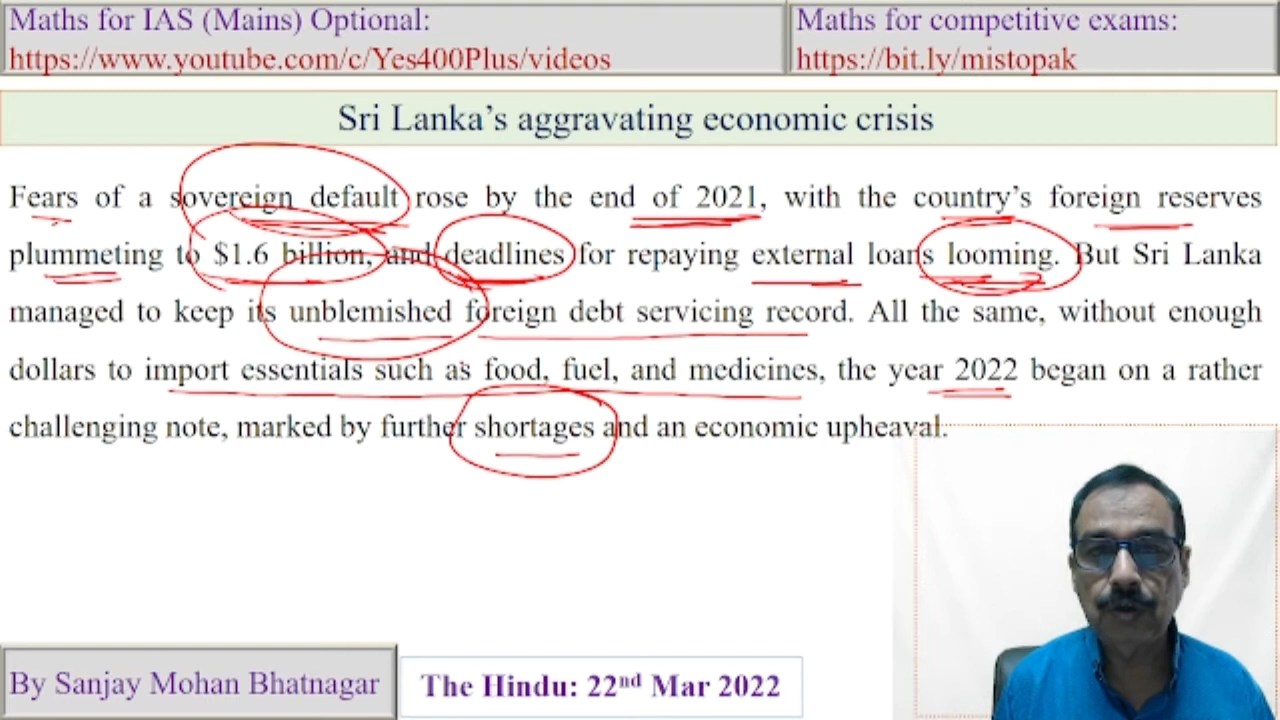 Maths for IAS (Mains) Optional:
https://www.youtube.com/c/Yes400Plus/videos
Maths for competitive exams:
https://bit.ly/mistopak
Sri Lanka’s aggravating economic crisis
Fears of a sovereign default rose by the end of 2021, with the country’s foreign reserves
plummeting to $1.6 billion, and deadlines for repaying external loans looming. But Sri Lanka
managed to keep its unblemished foreign debt servicing record. All the same, without enough
dollars to import essentials such as food, fuel, and medicines, the year 2022 began on a rather
challenging note, marked by further shortages and an economic upheaval.
By Sanjay Mohan Bhatnagar
The Hindu: 22nd Mar 2022